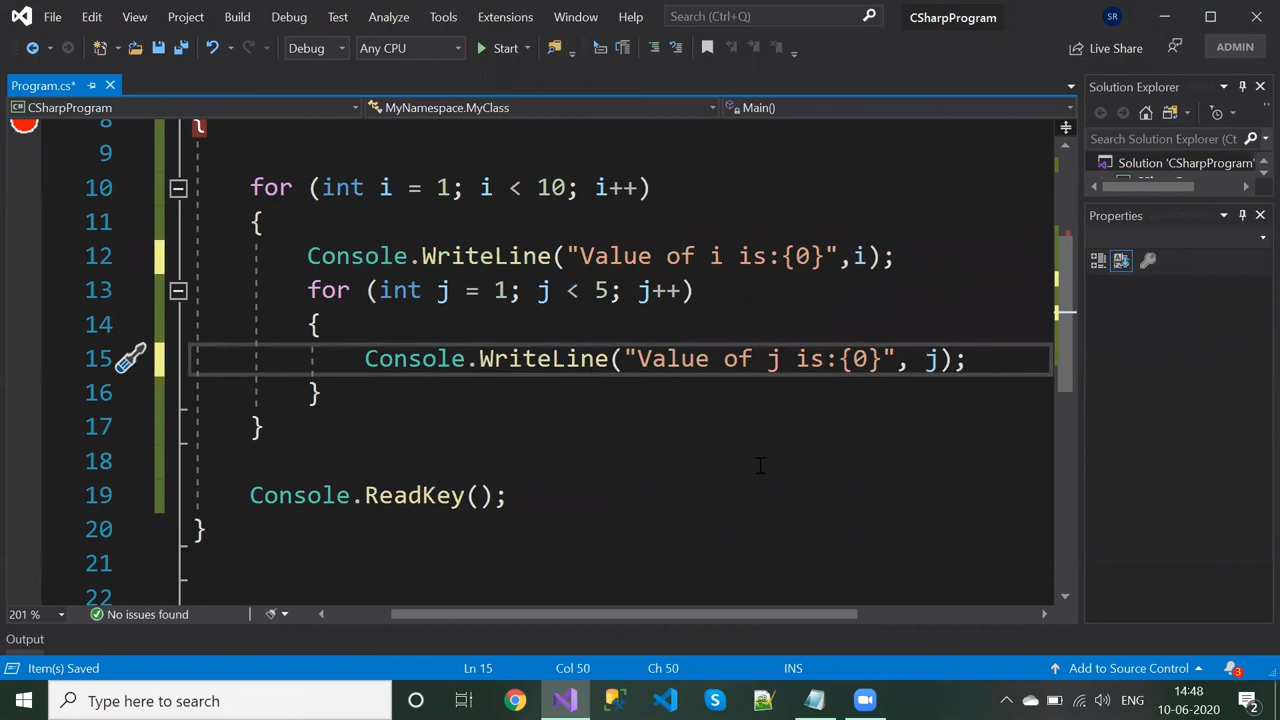 File Edit View Project Build Debug Test Analyze Tools Extensions Window Help Search (Ctrl+Q) CSharpProgram SR
Debug Any CPU Start Live Share ADMIN
Program.cs*
CSharpProgram MyNamespace.MyClass Main()
8 {
9
10 for (int i = 1; i < 10; i++)
11 {
12 Console.WriteLine("Value of i is:{0}",i);
13 for (int j = 1; j < 5; j++)
14 {
15 Console.WriteLine("Value of j is:{0}", j);
16 }
17 }
18
19 Console.ReadKey();
20 }
21
22
201 % No issues found
Solution Explorer
Search Solution Explorer (Ct
Solution 'CSharpProgram'
Properties
Output
Item(s) Saved Ln 15 Col 50 Ch 50 INS Add to Source Control 3
Type here to search ENG 14:48
10-06-2020 2